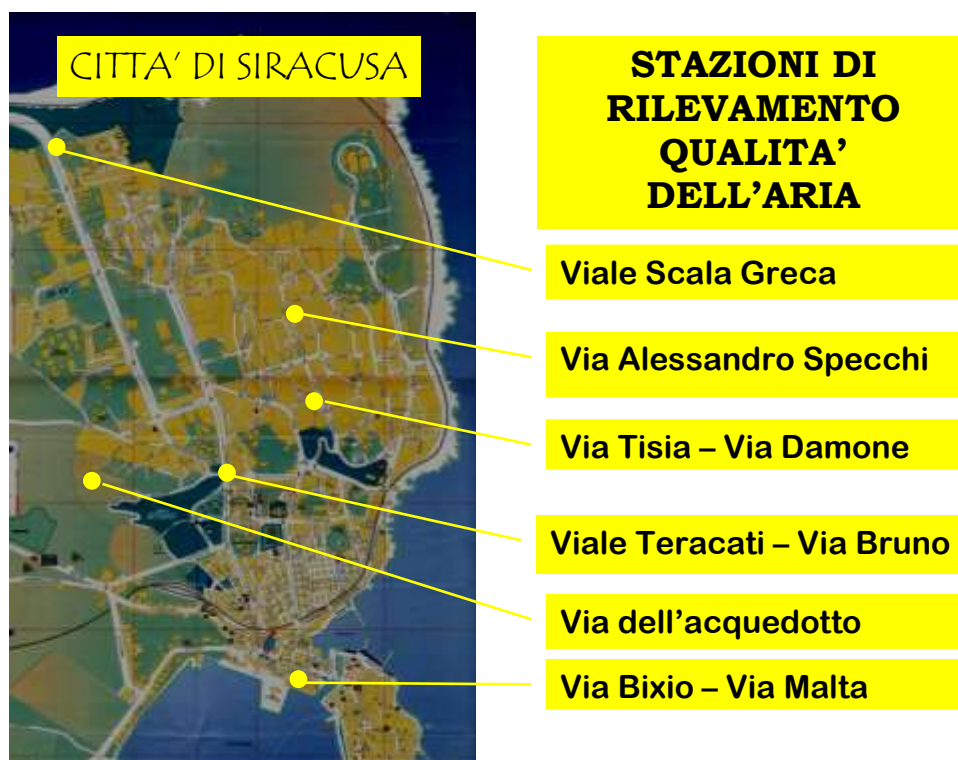 CITTA' DI SIRACUSA
STAZIONI DI
RILEVAMENTO
QUALITA'
DELL'ARIA
Viale Scala Greca
Via Alessandro Specchi
Via Tisia – Via Damone
Viale Teracati – Via Bruno
Via dell'acquedotto
Via Bixio – Via Malta